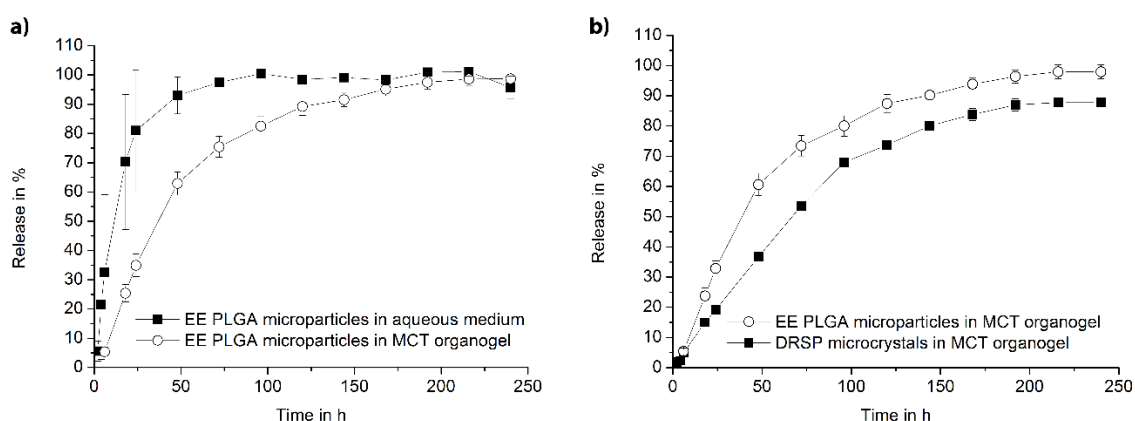 a)
110
100
90
80
70
60
50
40
30
20
10
0
Release in %
EE PLGA microparticles in aqueous medium
EE PLGA microparticles in MCT organogel
0 50 100 150 200 250
Time in h
b)
110
100
90
80
70
60
50
40
30
20
10
0
Release in %
EE PLGA microparticles in MCT organogel
DRSP microcrystals in MCT organogel
0 50 100 150 200 250
Time in h